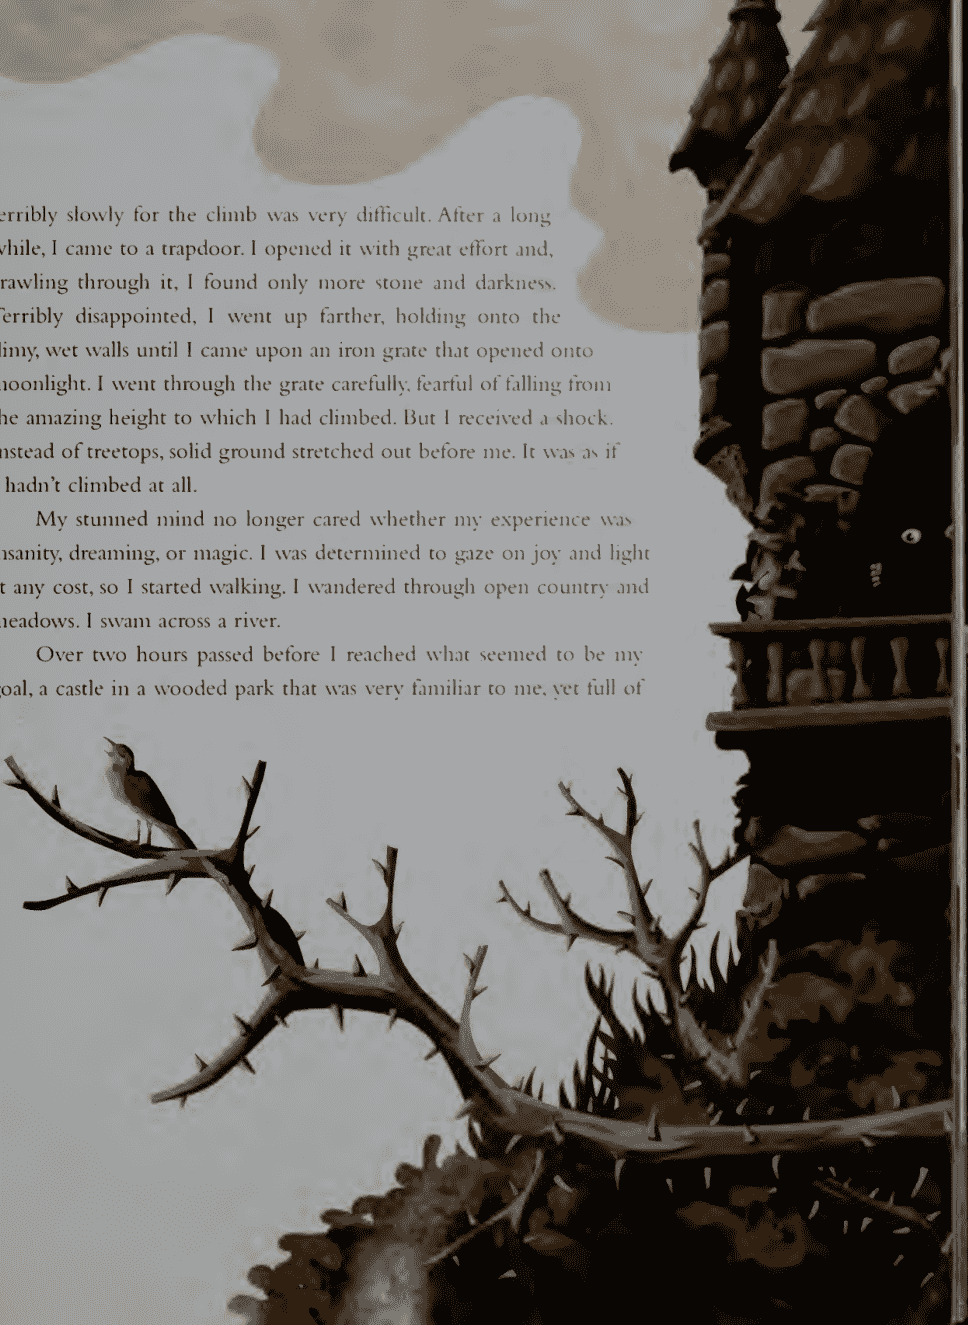 erribly slowly for the climb was very difficult. After a long
while, I came to a trapdoor. I opened it with great effort and,
rawling through it, I found only more stone and darkness.
Terribly disappointed, I went up farther, holding onto the
limy, wet walls until I came upon an iron grate that opened onto
moonlight. I went through the grate carefully, fearful of falling from
he amazing height to which I had climbed. But I received a shock.
nstead of treetops, solid ground stretched out before me. It was as if
hadn't climbed at all.
My stunned mind no longer cared whether my experience was
nsanity, dreaming, or magic. I was determined to gaze on joy and light
t any cost, so I started walking. I wandered through open country and
meadows. I swam across a river.
Over two hours passed before I reached what seemed to be my
goal, a castle in a wooded park that was very familiar to me, yet full of